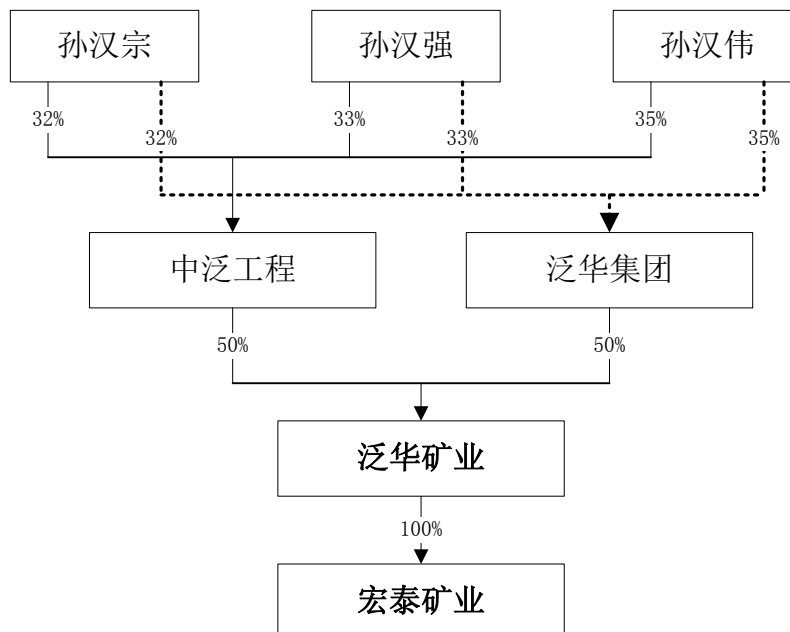 孙汉宗
孙汉强
孙汉伟
32%
32%
33%
33%
35%
35%
中泛工程
泛华集团
50%
50%
泛华矿业
100%
宏泰矿业